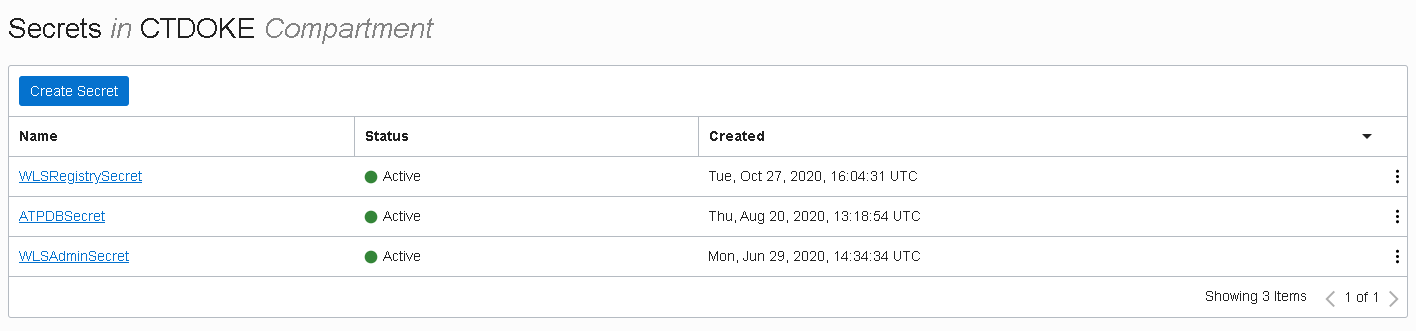 Secrets in CTDOKE Compartment
Create Secret
Name Status Created
WLSRegistrySecret Active Tue, Oct 27, 2020, 16:04:31 UTC
ATPDBSecret Active Thu, Aug 20, 2020, 13:18:54 UTC
WLSAdminSecret Active Mon, Jun 29, 2020, 14:34:34 UTC
Showing 3 Items 1 of 1